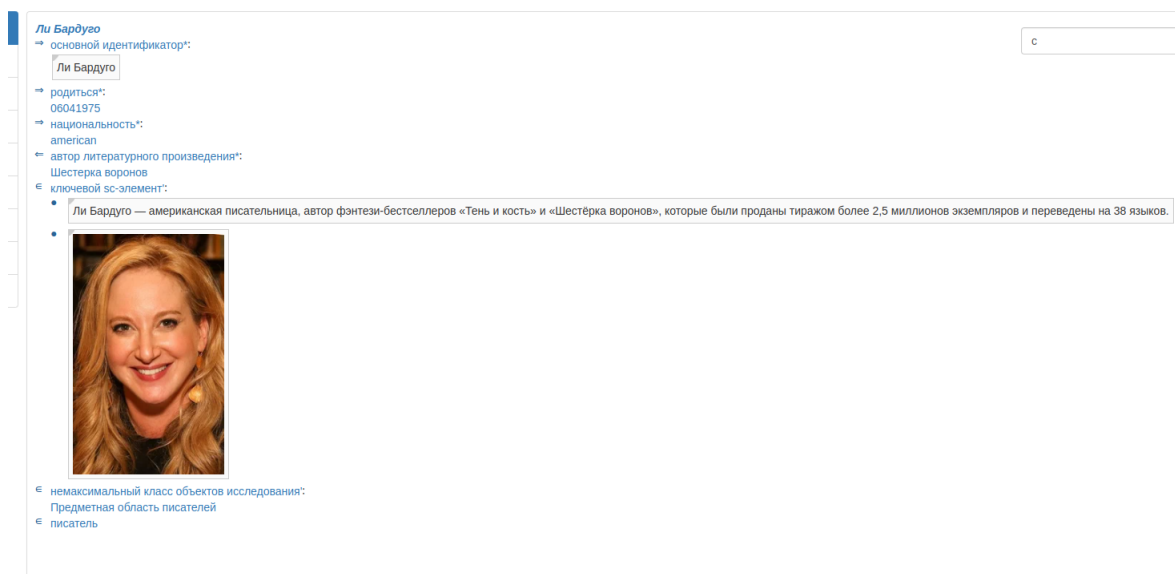 Ли Бардуго
⇒ основной идентификатор*:
Ли Бардуго
с
⇒ родиться*:
06041975
⇒ национальность*:
american
⇐ автор литературного произведения*:
Шестерка воронов
∈ ключевой sc-элемент':
• Ли Бардуго — американская писательница, автор фэнтези-бестселлеров «Тень и кость» и «Шестёрка воронов», которые были проданы тиражом более 2,5 миллионов экземпляров и переведены на 38 языков.
•
∈ немаксимальный класс объектов исследования':
Предметная область писателей
∈ писатель